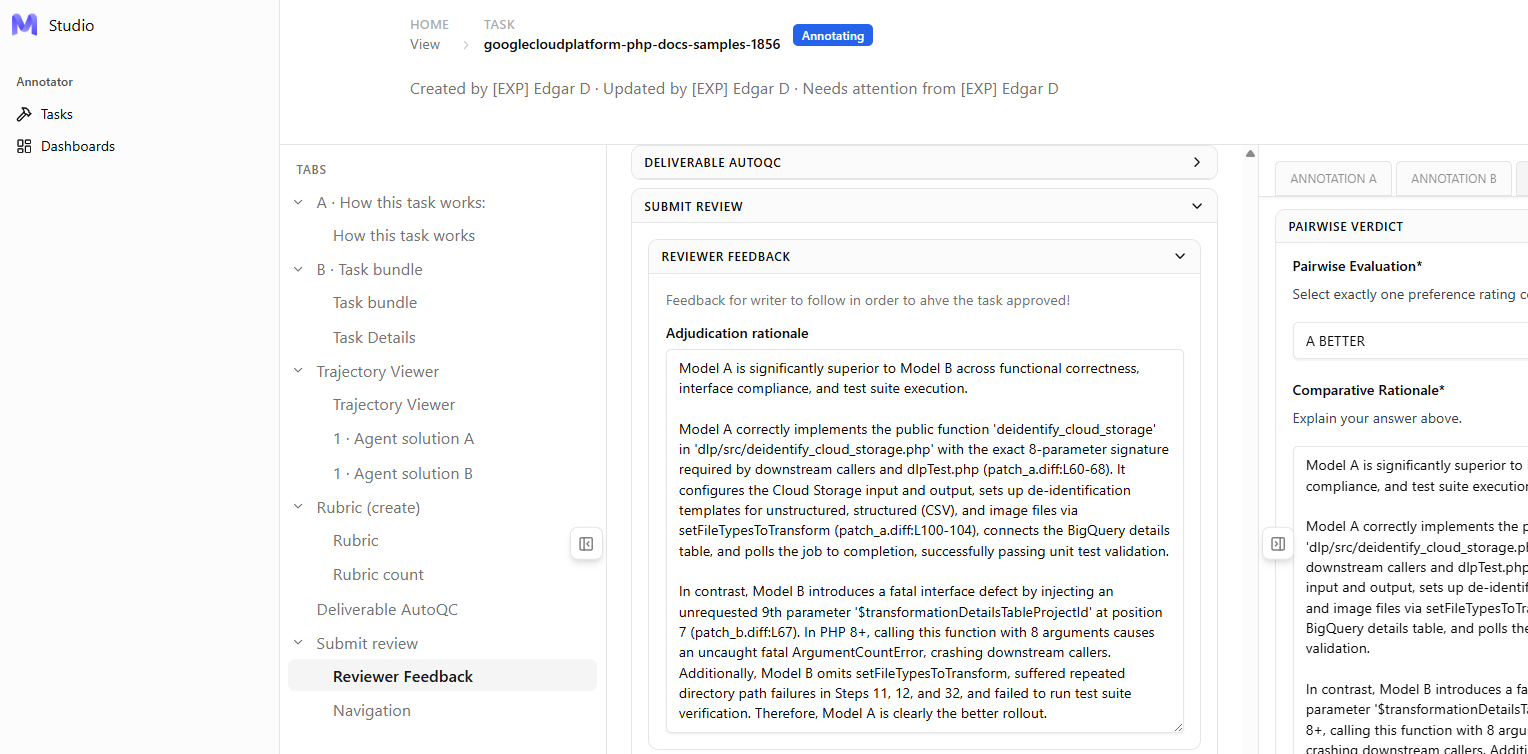 Studio
Annotator
Tasks
Dashboards
HOME
View
TASK
googlecloudplatform-php-docs-samples-1856
Annotating
Created by [EXP] Edgar D · Updated by [EXP] Edgar D · Needs attention from [EXP] Edgar D
TABS
A · How this task works:
How this task works
B · Task bundle
Task bundle
Task Details
Trajectory Viewer
Trajectory Viewer
1 · Agent solution A
1 · Agent solution B
Rubric (create)
Rubric
Rubric count
Deliverable AutoQC
Submit review
Reviewer Feedback
Navigation
DELIVERABLE AUTOQC
SUBMIT REVIEW
REVIEWER FEEDBACK
Feedback for writer to follow in order to ahve the task approved!
Adjudication rationale
Model A is significantly superior to Model B across functional correctness,
interface compliance, and test suite execution.
Model A correctly implements the public function 'deidentify_cloud_storage'
in 'dlp/src/deidentify_cloud_storage.php' with the exact 8-parameter signature
required by downstream callers and dlpTest.php (patch_a.diff:L60-68). It
configures the Cloud Storage input and output, sets up de-identification
templates for unstructured, structured (CSV), and image files via
setFileTypesToTransform (patch_a.diff:L100-104), connects the BigQuery details
table, and polls the job to completion, successfully passing unit test validation.
In contrast, Model B introduces a fatal interface defect by injecting an
unrequested 9th parameter '$transformationDetailsTableProjectId' at position
7 (patch_b.diff:L67). In PHP 8+, calling this function with 8 arguments causes
an uncaught fatal ArgumentCountError, crashing downstream callers.
Additionally, Model B omits setFileTypesToTransform, suffered repeated
directory path failures in Steps 11, 12, and 32, and failed to run test suite
verification. Therefore, Model A is clearly the better rollout.
ANNOTATION A
ANNOTATION B
PAIRWISE VERDICT
Pairwise Evaluation*
Select exactly one preference rating c
A BETTER
Comparative Rationale*
Explain your answer above.
Model A is significantly superior to
compliance, and test suite execution
Model A correctly implements the p
'dlp/src/deidentify_cloud_storage.ph
downstream callers and dlpTest.php
input and output, sets up de-identif
and image files via setFileTypesToTra
BigQuery details table, and polls the
validation.
In contrast, Model B introduces a fa
parameter '$transformationDetailsTa
8+, calling this function with 8 argu
crashing downstream callers. Additi